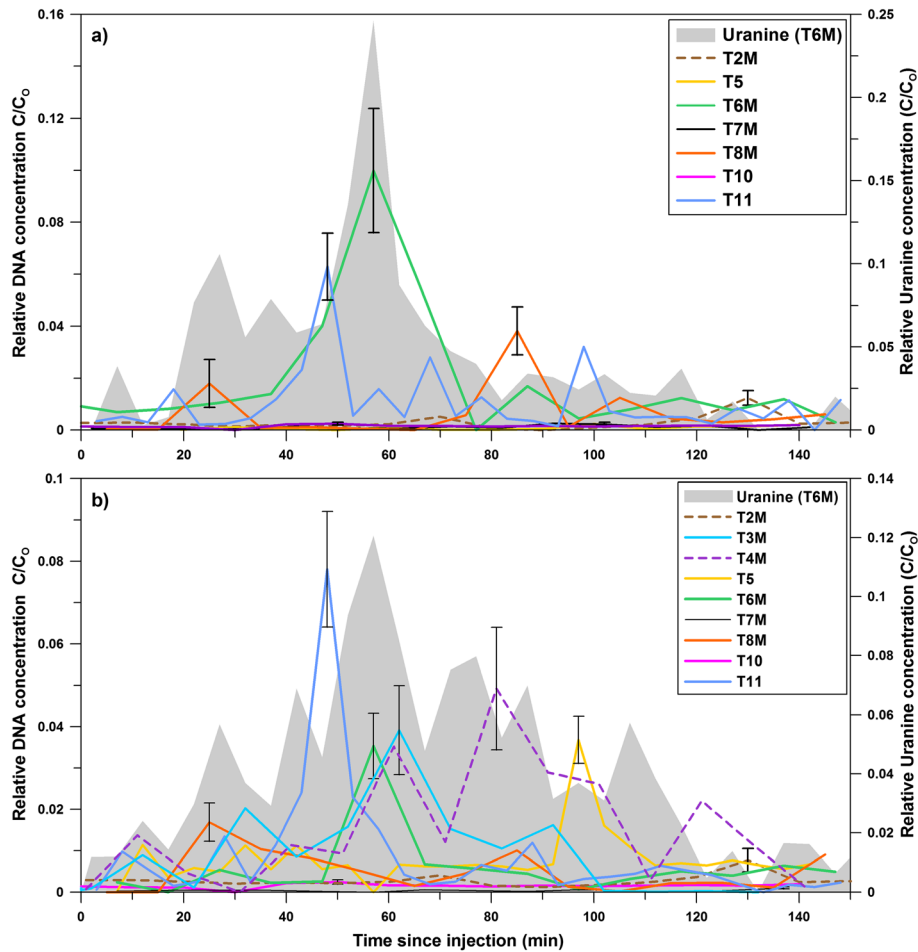 a)
Relative DNA concentration C/C₀
0.16
0.12
0.08
0.04
0
Uranine (T6M)
T2M
T5
T6M
T7M
T8M
T10
T11
0.25
0.2
0.15
0.1
0.05
0
Relative Uranine concentration (C/C₀)
0 20 40 60 80 100 120 140
b)
Relative DNA concentration C/C₀
0.1
0.08
0.06
0.04
0.02
0
Uranine (T6M)
T2M
T3M
T4M
T5
T6M
T7M
T8M
T10
T11
0.14
0.12
0.1
0.08
0.06
0.04
0.02
0
Relative Uranine concentration (C/C₀)
0 20 40 60 80 100 120 140
Time since injection (min)